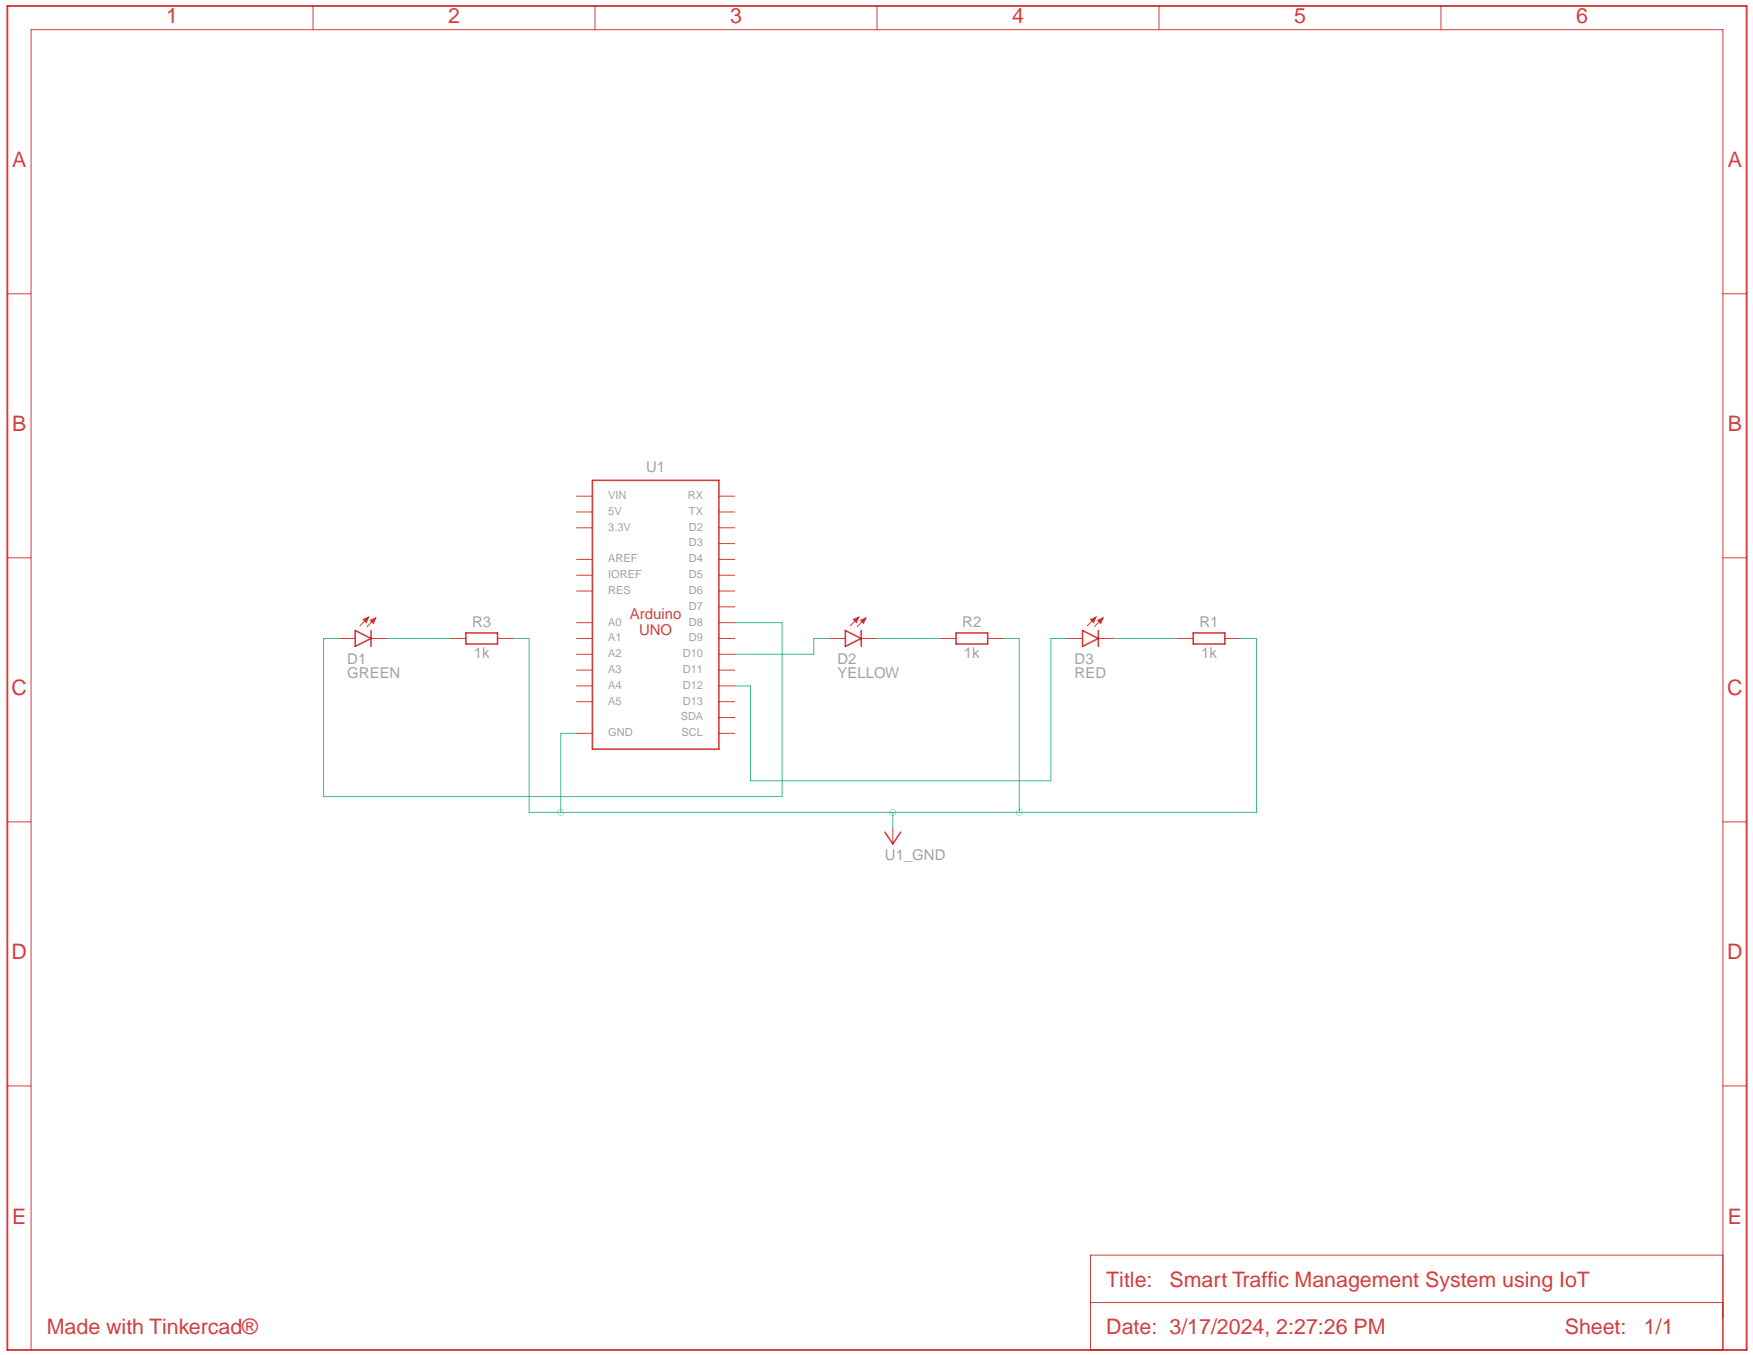 1 2 3 4 5 6
A A
B B
U1
VIN RX
5V TX
3.3V D2
D3
AREF D4
IOREF D5
RES D6
D7
Arduino
UNO
A0 D8
A1 D9
A2 D10
A3 D11
A4 D12
A5 D13
SDA
GND SCL
R3
1k
D1
GREEN
R2
1k
D2
YELLOW
R1
1k
D3
RED
C C
U1_GND
D D
E E
Title: Smart Traffic Management System using IoT
Made with Tinkercad®
Date: 3/17/2024, 2:27:26 PM Sheet: 1/1